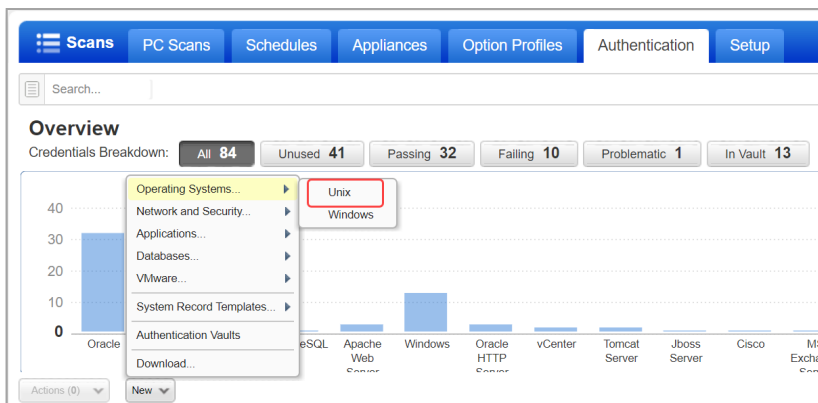 Scans PC Scans Schedules Appliances Option Profiles Authentication Setup
Search...
Overview
Credentials Breakdown: All 84 Unused 41 Passing 32 Failing 10 Problematic 1 In Vault 13
Operating Systems...
Unix
Network and Security...
Windows
Applications...
Databases...
VMware...
System Record Templates...
Authentication Vaults
Download...
40
30
20
10
0
Oracle eSQL Apache Windows Oracle vCenter Tomcat Jboss Cisco
Web HTTP Server Server
Actions (0) New